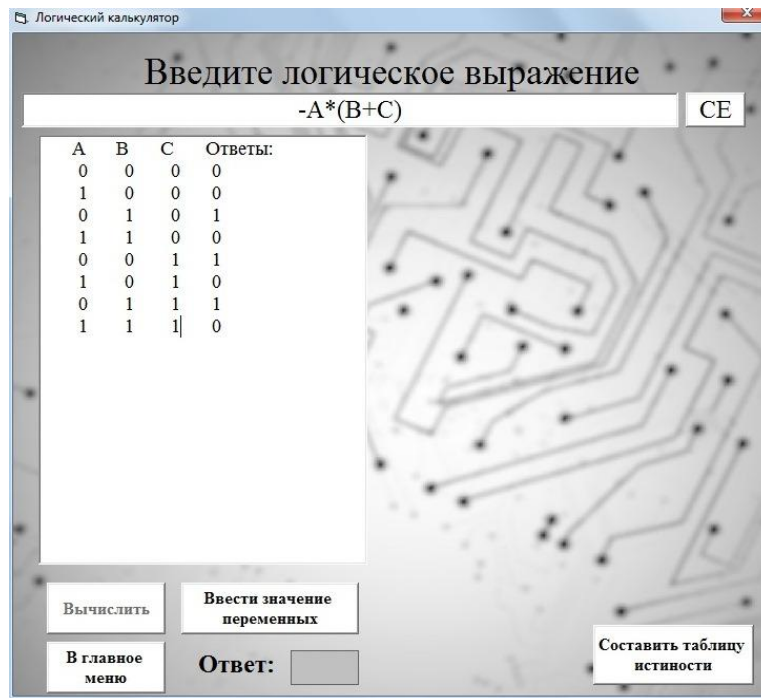 Логический калькулятор
Введите логическое выражение
-A*(B+C)
CE
A B C Ответы:
0 0 0 0
1 0 0 0
0 1 0 1
1 1 0 0
0 0 1 1
1 0 1 0
0 1 1 1
1 1 1 0
Вычислить
Ввести значение
переменных
В главное
меню
Ответ:
Составить таблицу
истиности